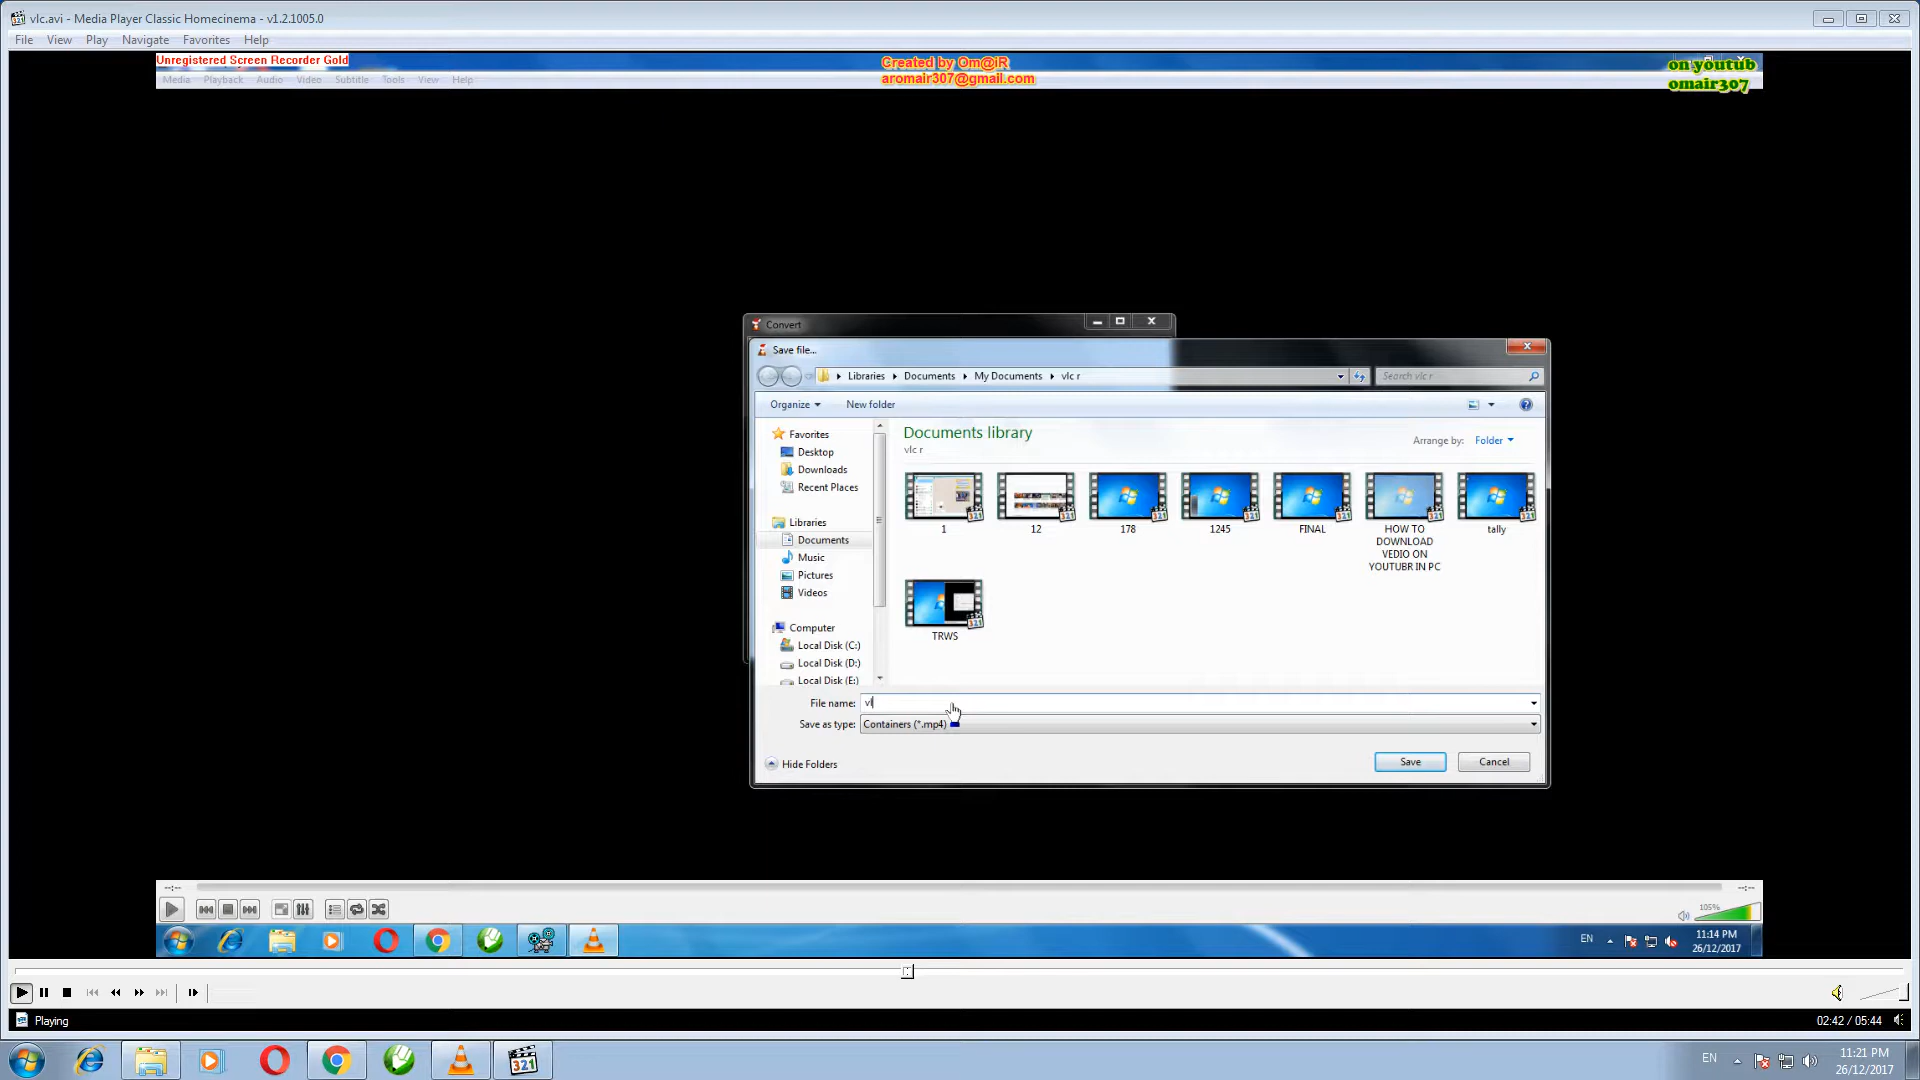 vlc.avi - Media Player Classic Homecinema - v1.2.1005.0
File View Play Navigate Favorites Help
Unregistered Screen Recorder Gold
Created by Om@iR
aromalr307@gmail.com
on youtub
omair307
Media Playback Audio Video Subtitle Tools View Help
Convert
Save file...
Libraries Documents My Documents vlc r
Search vlc r
Organize New folder
Favorites
Desktop
Downloads
Recent Places
Libraries
Documents
Music
Pictures
Videos
Computer
Local Disk (C:)
Local Disk (D:)
Local Disk (E:)
Documents library
vlc r
Arrange by: Folder
1
12
178
1245
FINAL
HOW TO
DOWNLOAD
VEDIO ON
YOUTUBR IN PC
tally
TRWS
File name: vl
Save as type: Containers (*.mp4)
Hide Folders
Save
Cancel
--:--
--:--
105%
EN
11:14 PM
26/12/2017
Playing
02:42 / 05:44
EN
11:21 PM
26/12/2017